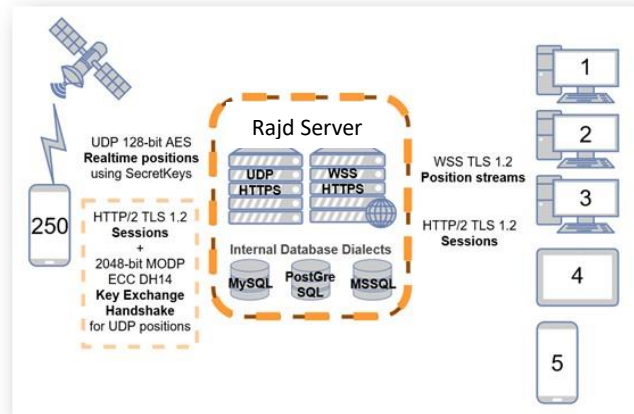 250
UDP 128-bit AES
Realtime positions
using SecretKeys
HTTP/2 TLS 1.2
Sessions
+
2048-bit MODP
ECC DH14
Key Exchange
Handshake
for UDP positions
Rajd Server
UDP
HTTPS
WSS
HTTPS
Internal Database Dialects
MySQL
PostGre
SQL
MSSQL
WSS TLS 1.2
Position streams
HTTP/2 TLS 1.2
Sessions
1
2
3
4
5